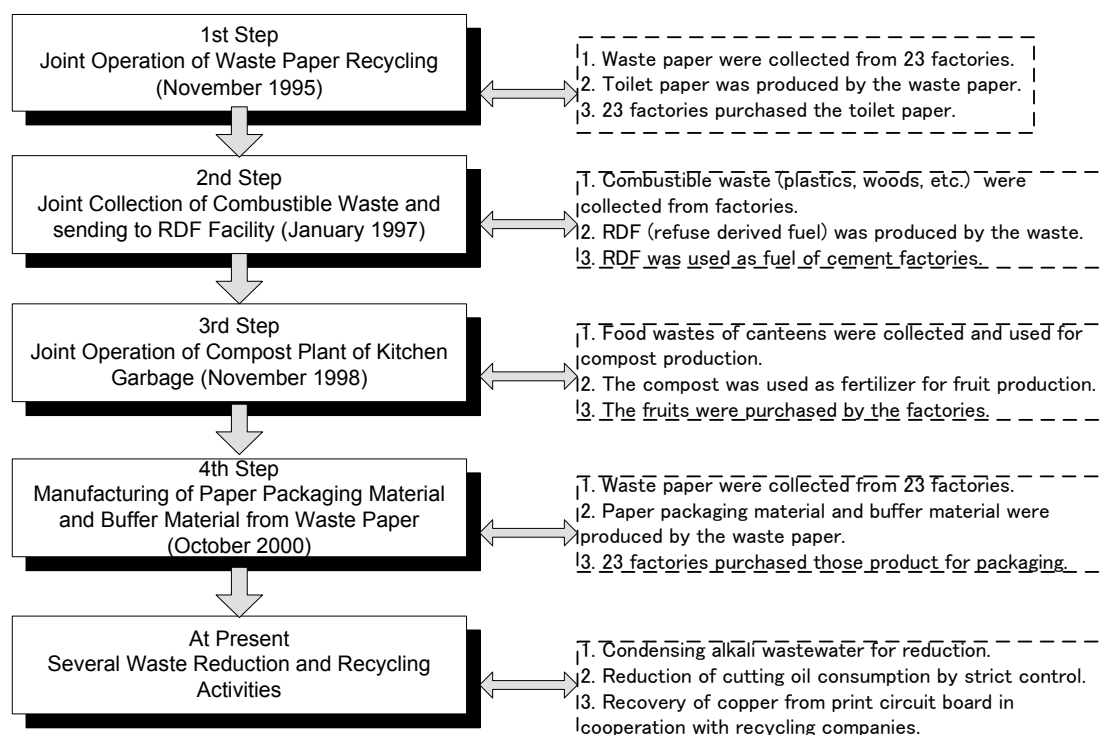 1st Step
Joint Operation of Waste Paper Recycling
(November 1995)
1. Waste paper were collected from 23 factories.
2. Toilet paper was produced by the waste paper.
3. 23 factories purchased the toilet paper.
2nd Step
Joint Collection of Combustible Waste and
sending to RDF Facility (January 1997)
1. Combustible waste (plastics, woods, etc.) were
collected from factories.
2. RDF (refuse derived fuel) was produced by the waste.
3. RDF was used as fuel of cement factories.
3rd Step
Joint Operation of Compost Plant of Kitchen
Garbage (November 1998)
1. Food wastes of canteens were collected and used for
compost production.
2. The compost was used as fertilizer for fruit production.
3. The fruits were purchased by the factories.
4th Step
Manufacturing of Paper Packaging Material
and Buffer Material from Waste Paper
(October 2000)
1. Waste paper were collected from 23 factories.
2. Paper packaging material and buffer material were
produced by the waste paper.
3. 23 factories purchased those product for packaging.
At Present
Several Waste Reduction and Recycling
Activities
1. Condensing alkali wastewater for reduction.
2. Reduction of cutting oil consumption by strict control.
3. Recovery of copper from print circuit board in
cooperation with recycling companies.